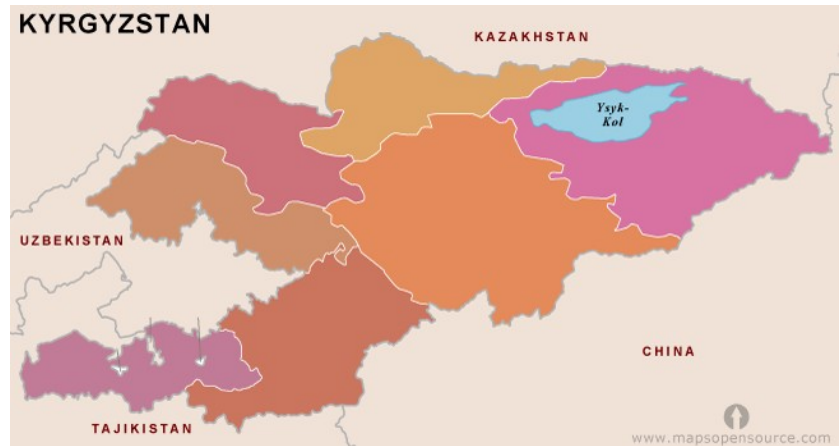 KYRGYZSTAN
KAZAKHSTAN
Ysyk-
Kol
UZBEKISTAN
CHINA
TAJIKISTAN
www.mapsopensource.com